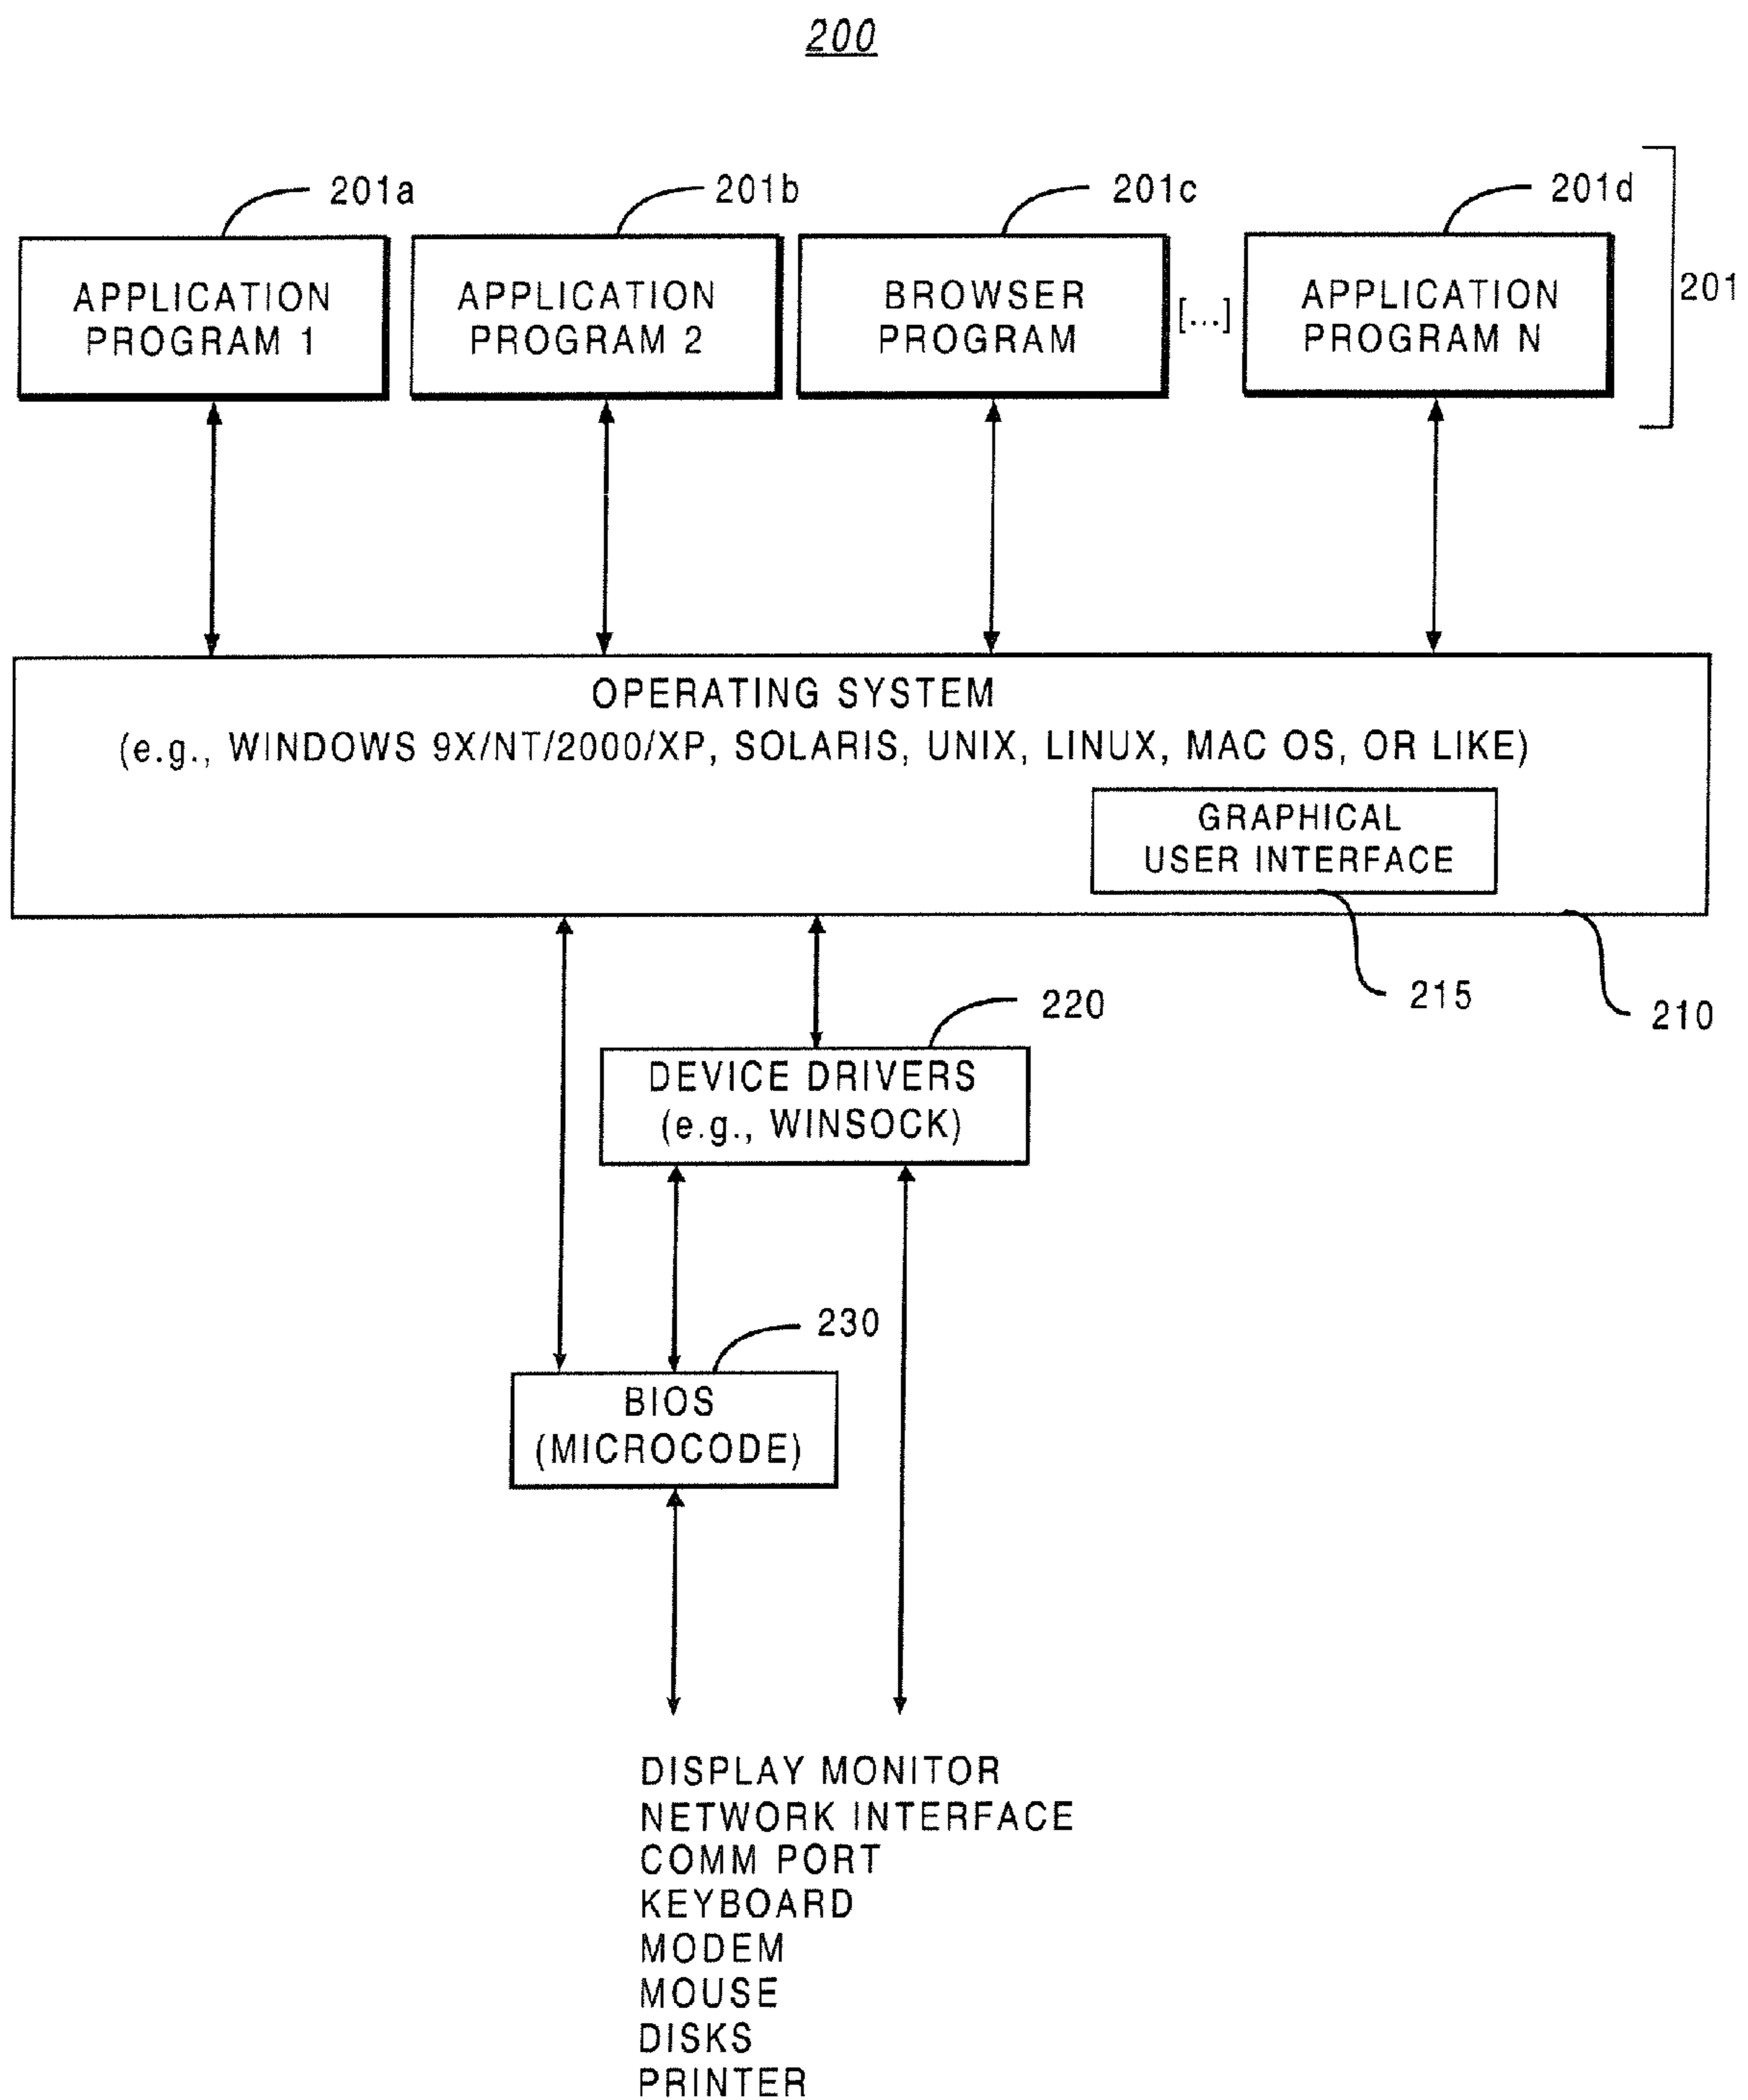 200
201a
201b
201c
201d
APPLICATION
PROGRAM 1
APPLICATION
PROGRAM 2
BROWSER
PROGRAM
[...]
APPLICATION
PROGRAM N
201
OPERATING SYSTEM
(e.g., WINDOWS 9X/NT/2000/XP, SOLARIS, UNIX, LINUX, MAC OS, OR LIKE)
GRAPHICAL
USER INTERFACE
215
210
220
DEVICE DRIVERS
(e.g., WINSOCK)
230
BIOS
(MICROCODE)
DISPLAY MONITOR
NETWORK INTERFACE
COMM PORT
KEYBOARD
MODEM
MOUSE
DISKS
PRINTER